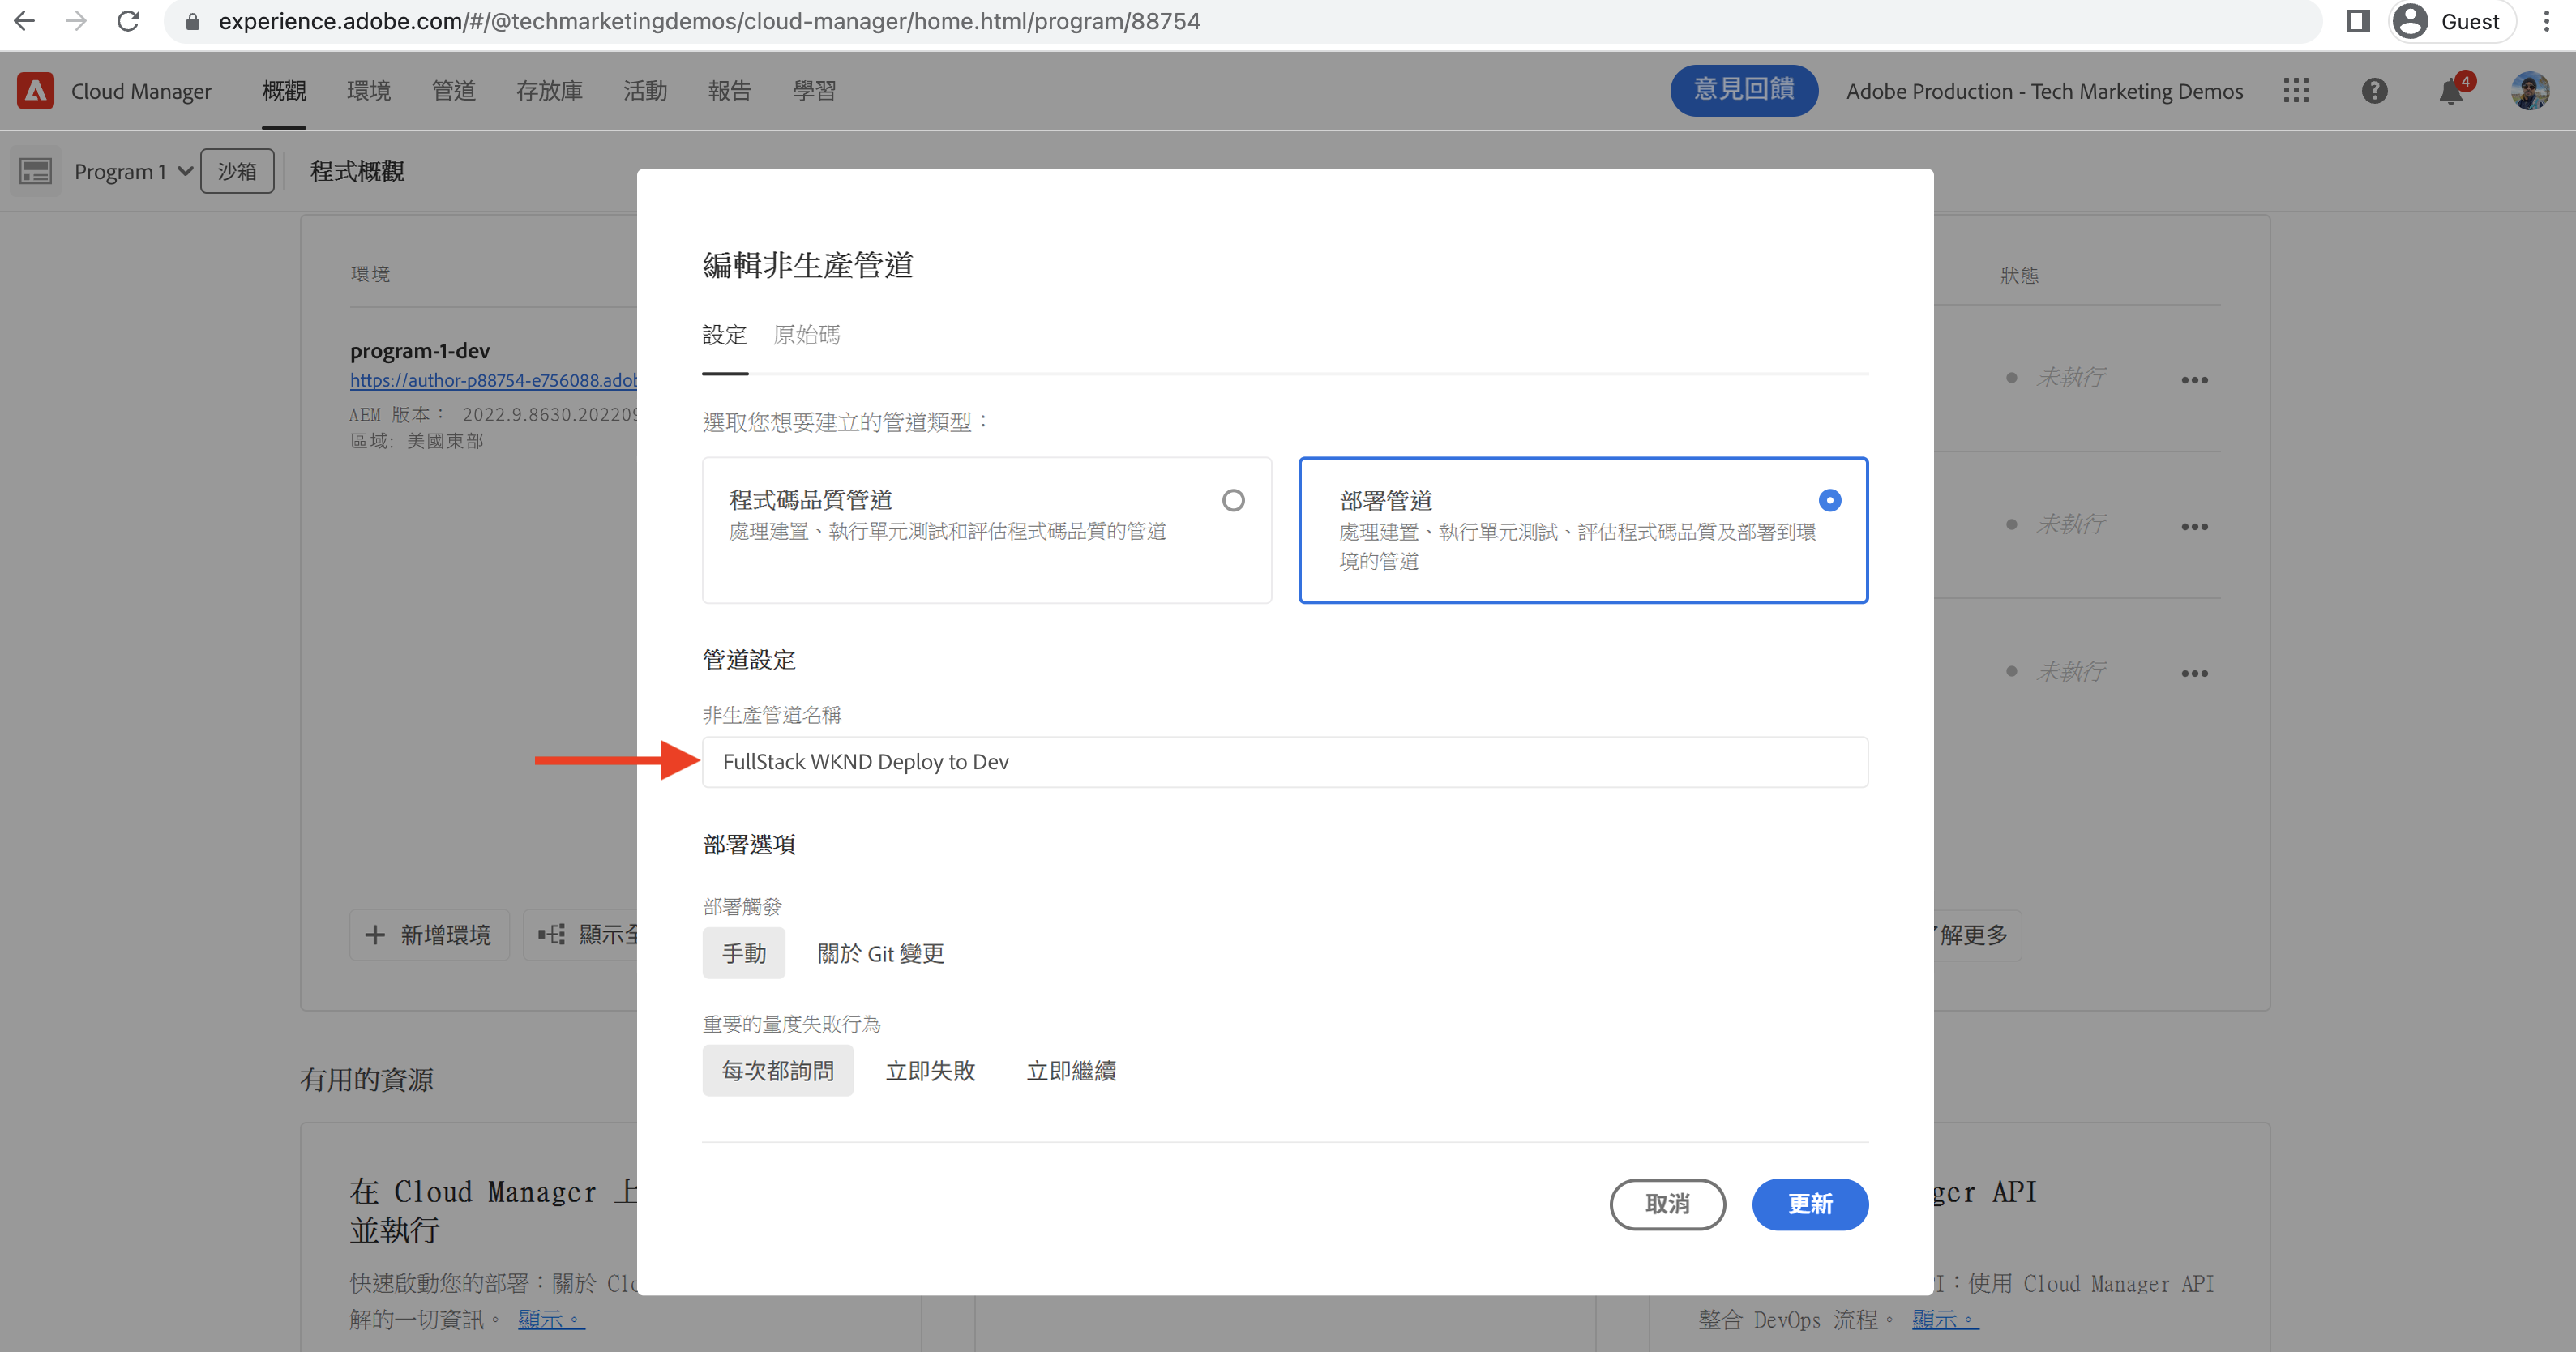 experience.adobe.com/#/@techmarketingdemos/cloud-manager/home.html/program/88754
Guest
Cloud Manager 概觀 環境 管道 存放庫 活動 報告 學習
意見回饋 Adobe Production - Tech Marketing Demos 4
Program 1 沙箱 程式概觀
環境
狀態
program-1-dev
https://author-p88754-e756088.adob
AEM 版本： 2022.9.8630.202209
區域: 美國東部
未執行
未執行
未執行
新增環境
顯示全
了解更多
有用的資源
在 Cloud Manager 上
並執行
快速啟動您的部署：關於 Clo
解的一切資訊。 顯示。
ger API
I：使用 Cloud Manager API
整合 DevOps 流程。 顯示。
編輯非生產管道
設定 原始碼
選取您想要建立的管道類型：
程式碼品質管道
處理建置、執行單元測試和評估程式碼品質的管道
部署管道
處理建置、執行單元測試、評估程式碼品質及部署到環
境的管道
管道設定
非生產管道名稱
FullStack WKND Deploy to Dev
部署選項
部署觸發
手動 關於 Git 變更
重要的量度失敗行為
每次都詢問 立即失敗 立即繼續
取消 更新